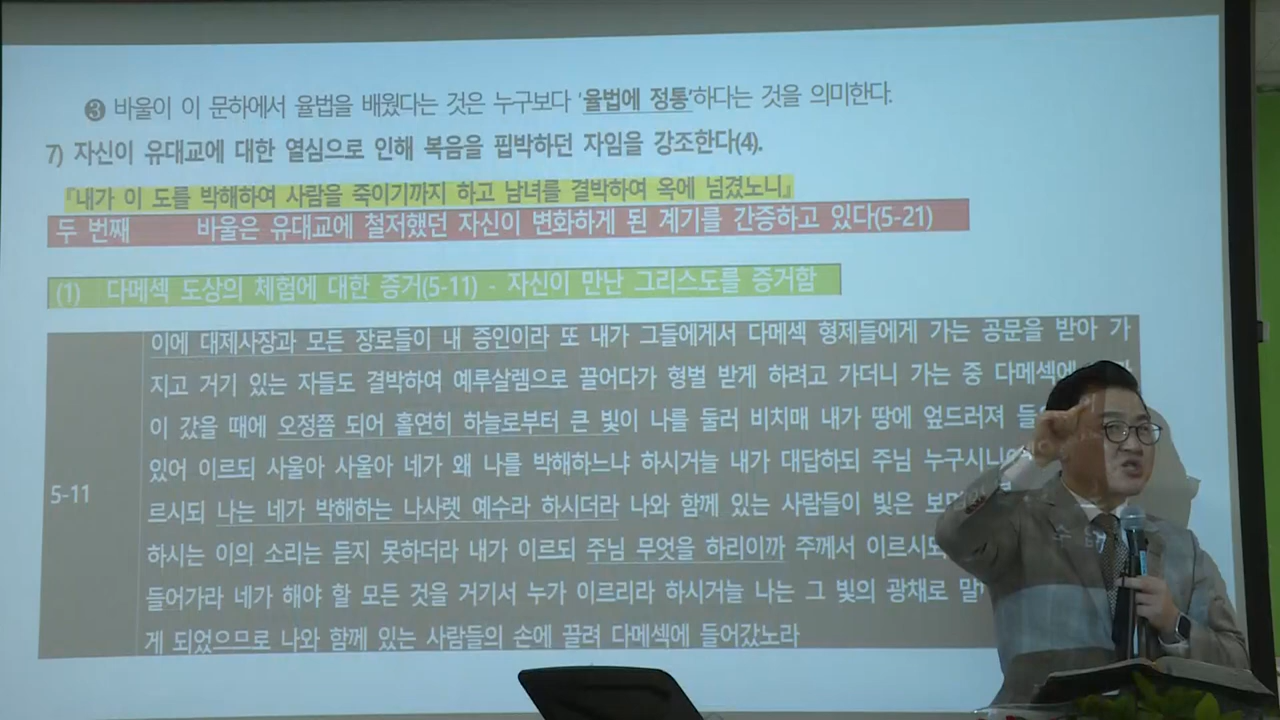 ❸ 바울이 이 문하에서 율법을 배웠다는 것은 누구보다 '율법에 정통'하다는 것을 의미한다.
7) 자신이 유대교에 대한 열심으로 인해 복음을 핍박하던 자임을 강조한다(4).
『내가 이 도를 박해하여 사람을 죽이기까지 하고 남녀를 결박하여 옥에 넘겼노니』
두 번째 바울은 유대교에 철저했던 자신이 변화하게 된 계기를 간증하고 있다(5-21)
(1) 다메섹 도상의 체험에 대한 증거(5-11) - 자신이 만난 그리스도를 증거함
5-11
이에 대제사장과 모든 장로들이 내 증인이라 또 내가 그들에게서 다메섹 형제들에게 가는 공문을 받아 가
지고 거기 있는 자들도 결박하여 예루살렘으로 끌어다가 형벌 받게 하려고 가더니 가는 중 다메섹에
이 갔을 때에 오정쯤 되어 홀연히 하늘로부터 큰 빛이 나를 둘러 비치매 내가 땅에 엎드러져
있어 이르되 사울아 사울아 네가 왜 나를 박해하느냐 하시거늘 내가 대답하되 주님
르시되 나는 네가 박해하는 나사렛 예수라 하시더라 나와 함께 있는 사람들이 빛은
하시는 이의 소리는 듣지 못하더라 내가 이르되 주님 무엇을 하리이까 주께서
들어가라 네가 해야 할 모든 것을 거기서 누가 이르리라 하시거늘 나는 그 빛의 광채로
게 되었으므로 나와 함께 있는 사람들의 손에 끌려 다메섹에 들어갔노라